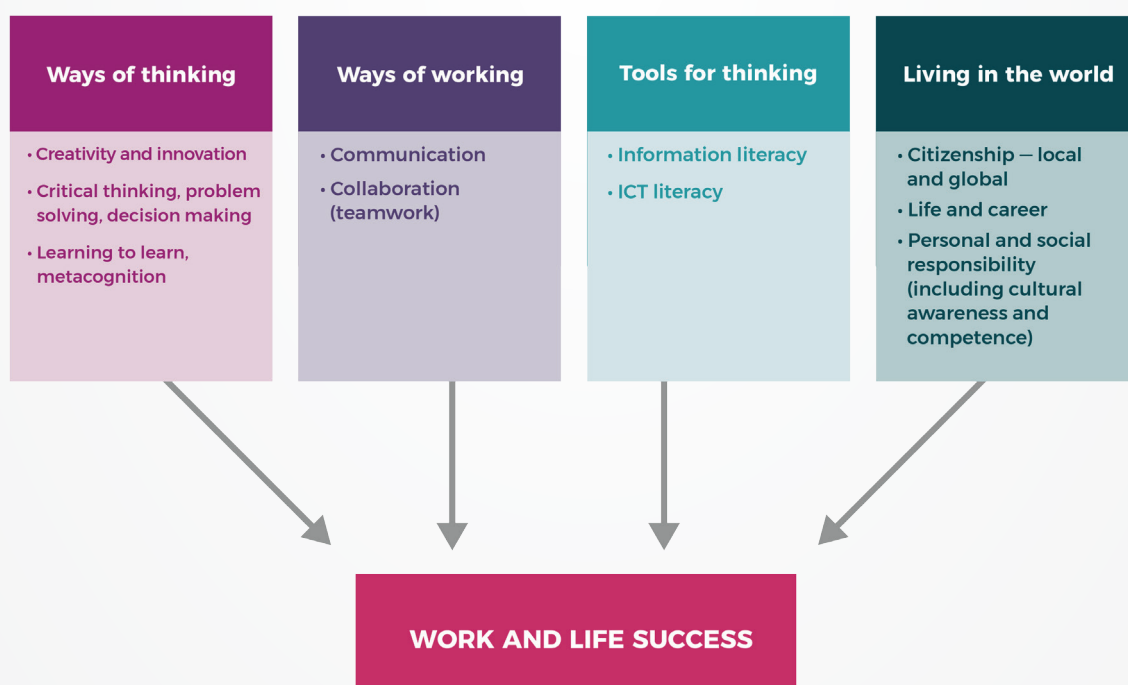 Ways of thinking
• Creativity and innovation
• Critical thinking, problem
solving, decision making
• Learning to learn,
metacognition
Ways of working
• Communication
• Collaboration
(teamwork)
Tools for thinking
• Information literacy
• ICT literacy
Living in the world
• Citizenship – local
and global
• Life and career
• Personal and social
responsibility
(including cultural
awareness and
competence)
WORK AND LIFE SUCCESS